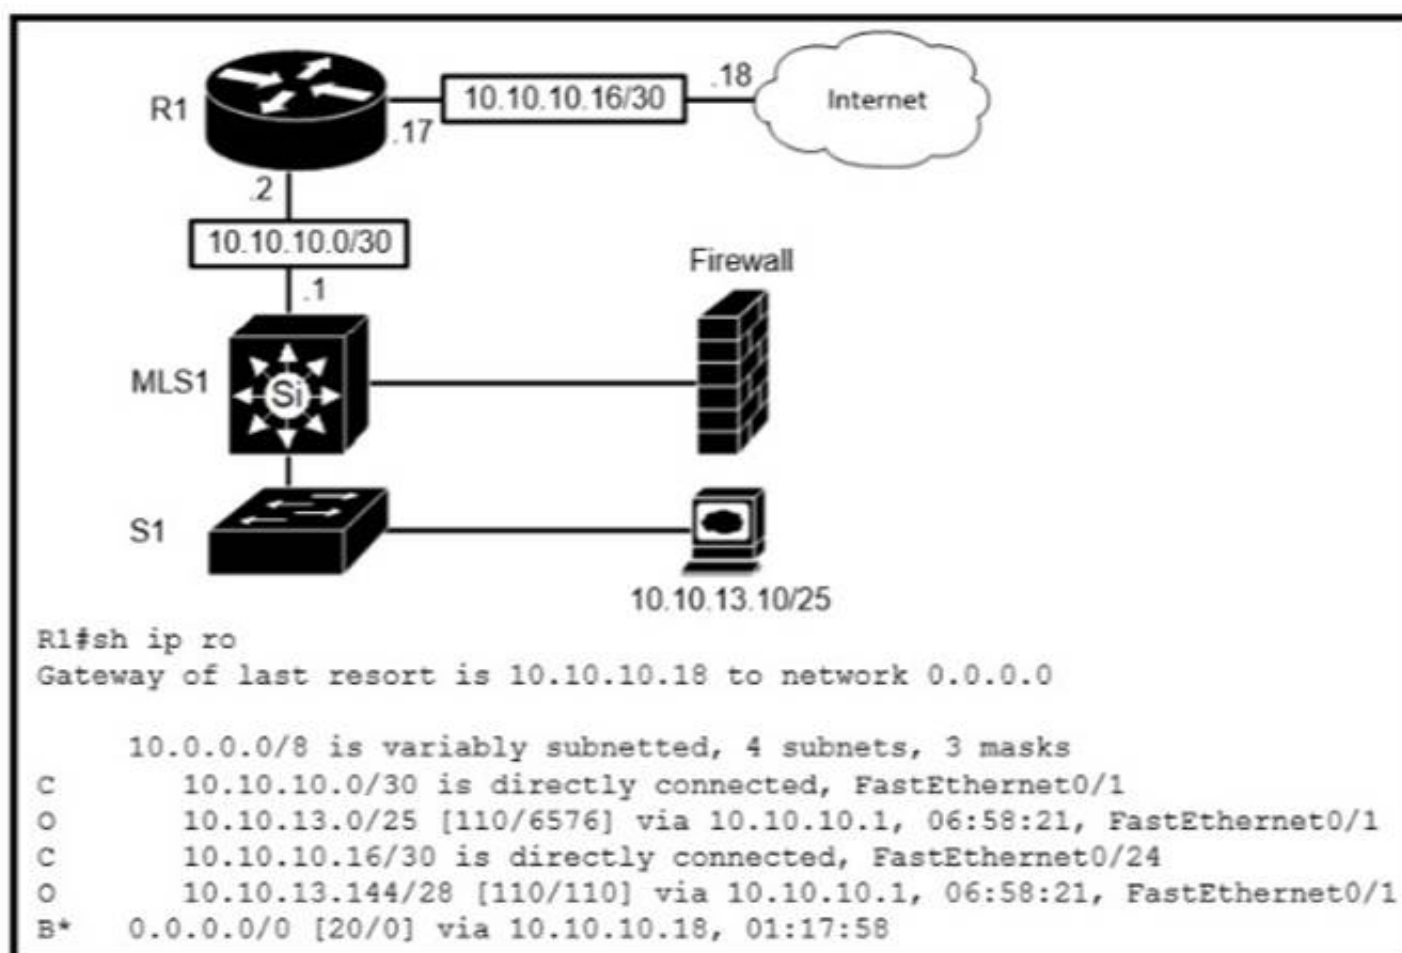 R1
10.10.10.16/30
.18
Internet
.17
.2
10.10.10.0/30
.1
Firewall
MLS1
Si
S1
10.10.13.10/25
R1#sh ip ro
Gateway of last resort is 10.10.10.18 to network 0.0.0.0
10.0.0.0/8 is variably subnetted, 4 subnets, 3 masks
C 10.10.10.0/30 is directly connected, FastEthernet0/1
O 10.10.13.0/25 [110/6576] via 10.10.10.1, 06:58:21, FastEthernet0/1
C 10.10.10.16/30 is directly connected, FastEthernet0/24
O 10.10.13.144/28 [110/110] via 10.10.10.1, 06:58:21, FastEthernet0/1
B* 0.0.0.0/0 [20/0] via 10.10.10.18, 01:17:58